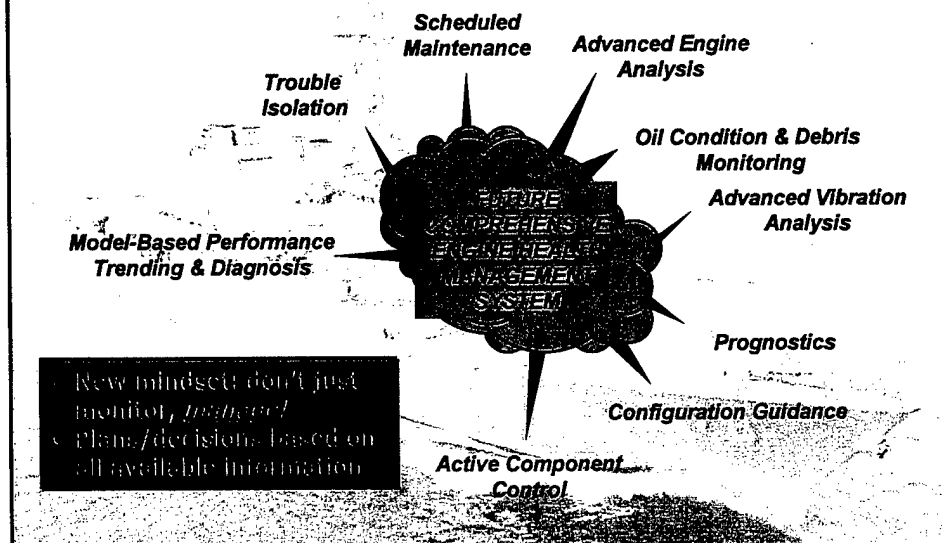 Scheduled
Maintenance
Advanced Engine
Analysis
Trouble
Isolation
Oil Condition & Debris
Monitoring
Advanced Vibration
Analysis
FUTURE
COMPREHENSIVE
ENGINE HEALTH
MANAGEMENT
SYSTEM
Model-Based Performance
Trending & Diagnosis
Prognostics
Configuration Guidance
Active Component
Control
New mindset: don't just
monitor, manage!
Plans/decisions based on
all available information